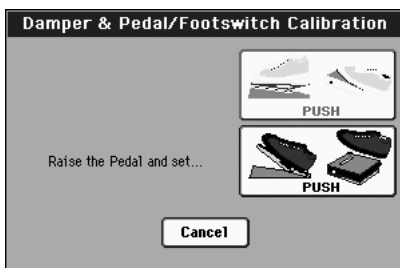 Damper & Pedal/Footswitch Calibration
PUSH
Raise the Pedal and set...
PUSH
Cancel